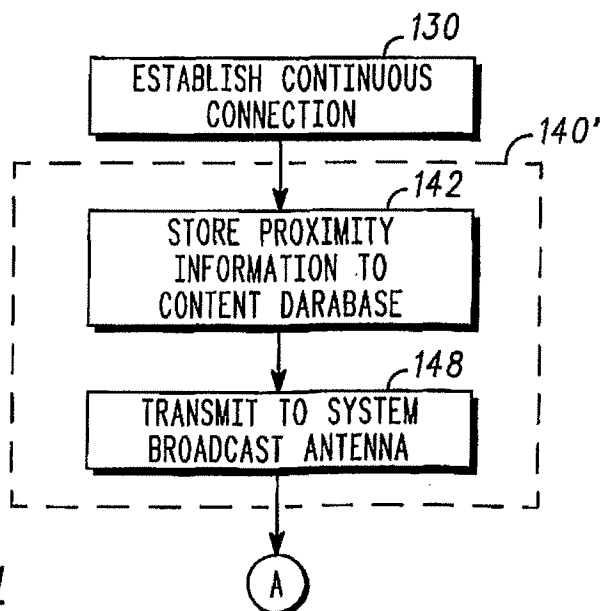 130
ESTABLISH CONTINUOUS
CONNECTION
140'
142
STORE PROXIMITY
INFORMATION TO
CONTENT DARABASE
148
TRANSMIT TO SYSTEM
BROADCAST ANTENNA
A